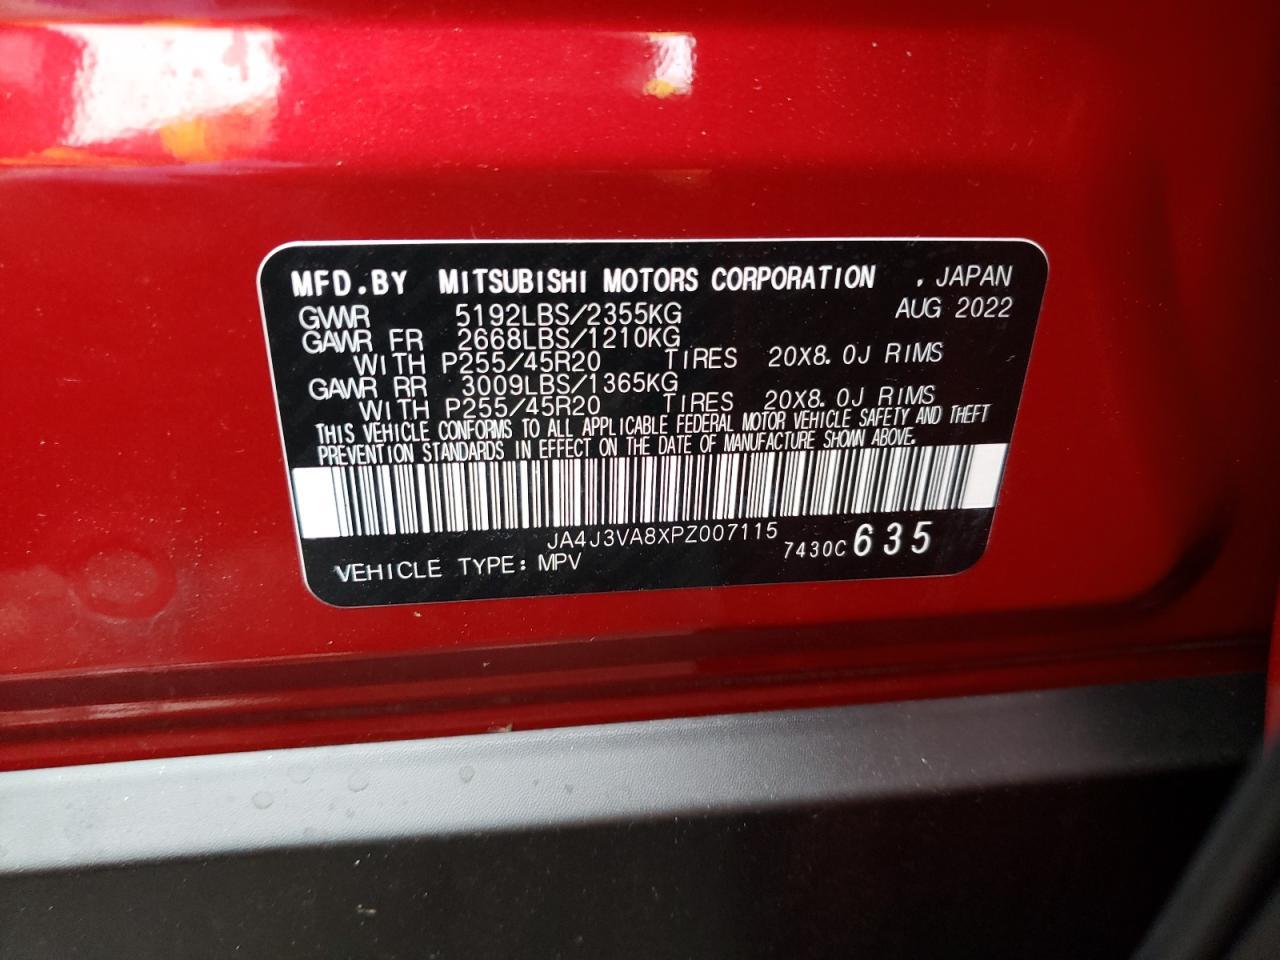 MFD.BY MITSUBISHI MOTORS CORPORATION , JAPAN
GVWR 5192LBS/2355KG AUG 2022
GAWR FR 2668LBS/1210KG
WITH P255/45R20 TIRES 20X8.0J RIMS
GAWR RR 3009LBS/1365KG
WITH P255/45R20 TIRES 20X8.0J RIMS
THIS VEHICLE CONFORMS TO ALL APPLICABLE FEDERAL MOTOR VEHICLE SAFETY AND THEFT
PREVENTION STANDARDS IN EFFECT ON THE DATE OF MANUFACTURE SHOWN ABOVE.
JA4J3VA8XPZ007115 7430C 635
VEHICLE TYPE: MPV